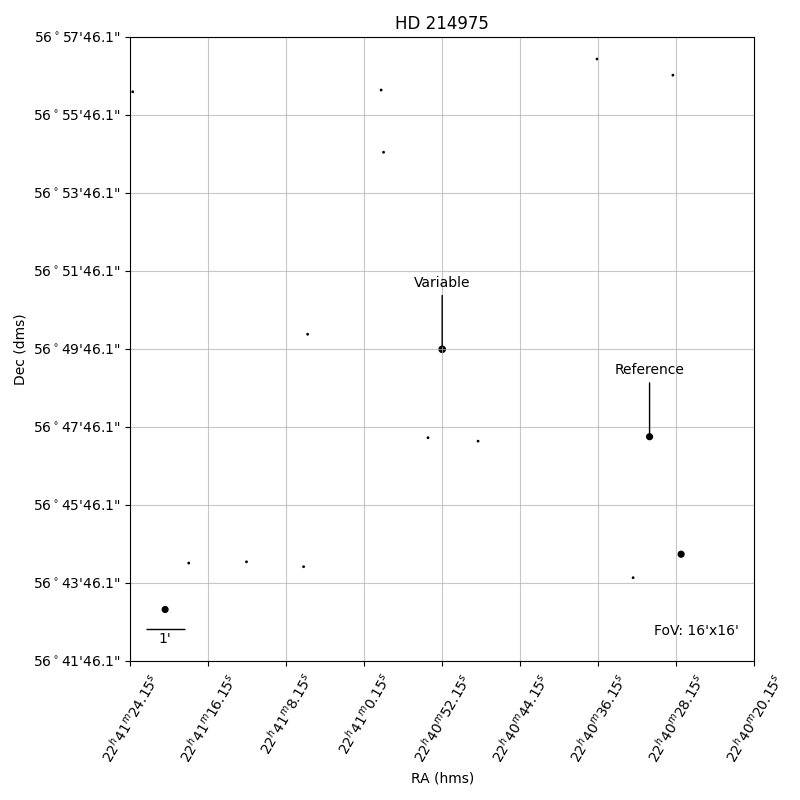 HD 214975
56°57'46.1"
56°55'46.1"
56°53'46.1"
56°51'46.1"
Variable
56°49'46.1"
Reference
56°47'46.1"
56°45'46.1"
56°43'46.1"
FoV: 16'x16'
1'
56°41'46.1"
Dec (dms)
22h41m24.15s
22h41m16.15s
22h41m8.15s
22h41m0.15s
22h40m52.15s
22h40m44.15s
22h40m36.15s
22h40m28.15s
22h40m20.15s
RA (hms)